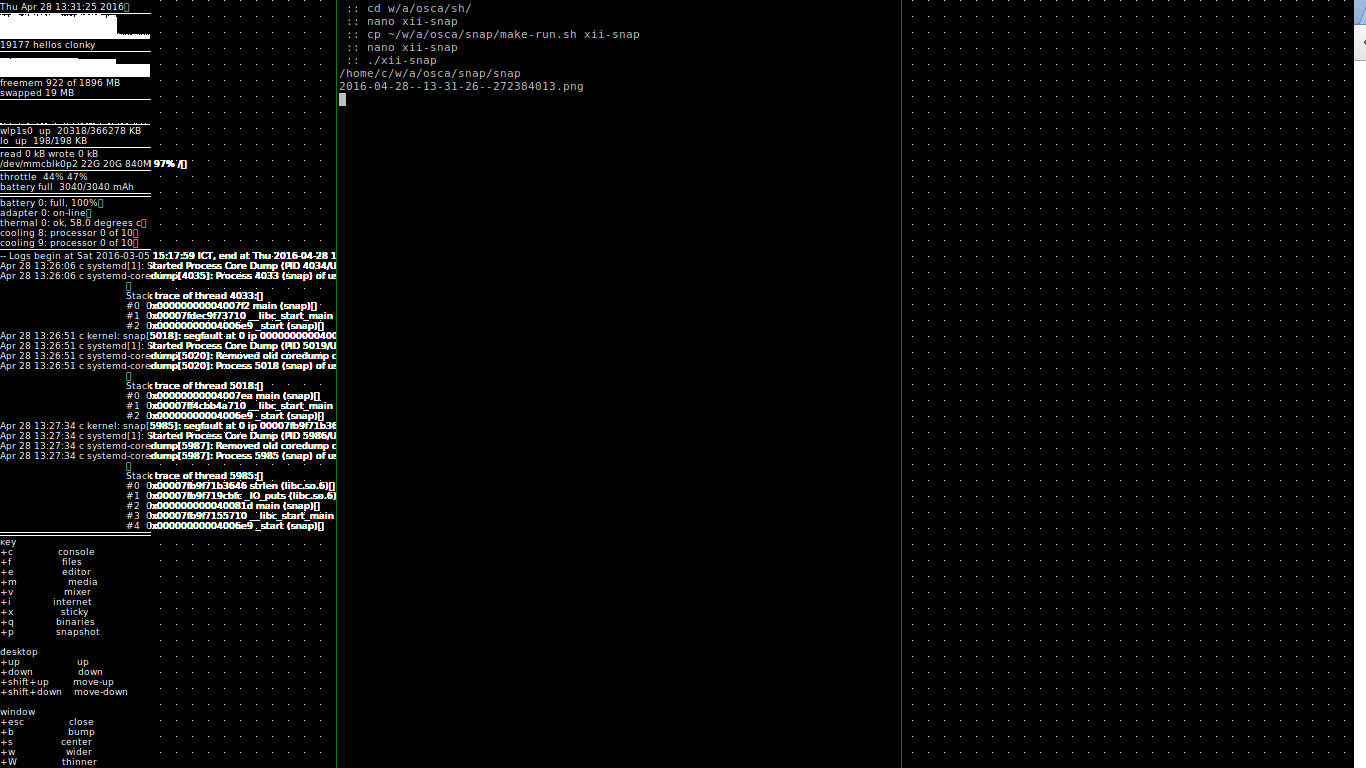 Thu Apr 28 13:31:25 2016
19177 hellos clonky
freemem 922 of 1896 MB
swapped 19 MB
wlp1s0 up 20318/366278 KB
lo up 198/198 KB
read 0 kB wrote 0 kB
/dev/mmcblk0p2 22G 20G 840M 97% /
throttle 44% 47%
battery full 3040/3040 mAh
battery 0: full, 100%
adapter 0: on-line
thermal 0: ok, 58.0 degrees c
cooling 8: processor 0 of 10
cooling 9: processor 0 of 10
-- Logs begin at Sat 2016-03-05 15:17:59 ICT, end at Thu 2016-04-28 1
Apr 28 13:26:06 c systemd[1]: Started Process Core Dump (PID 4034/U
Apr 28 13:26:06 c systemd-coredump[4035]: Process 4033 (snap) of us
Stack trace of thread 4033:
#0 0x00000000004007f2 main (snap)
#1 0x00007fdec9f73710 __libc_start_main
#2 0x00000000004006e9 _start (snap)
Apr 28 13:26:51 c kernel: snap[5018]: segfault at 0 ip 0000000000400
Apr 28 13:26:51 c systemd[1]: Started Process Core Dump (PID 5019/U
Apr 28 13:26:51 c systemd-coredump[5020]: Removed old coredump c
Apr 28 13:26:51 c systemd-coredump[5020]: Process 5018 (snap) of us
Stack trace of thread 5018:
#0 0x00000000004007ea main (snap)
#1 0x00007ff4cbb4a710 __libc_start_main
#2 0x00000000004006e9 _start (snap)
Apr 28 13:27:34 c kernel: snap[5985]: segfault at 0 ip 00007fb9f71b36
Apr 28 13:27:34 c systemd[1]: Started Process Core Dump (PID 5986/U
Apr 28 13:27:34 c systemd-coredump[5987]: Removed old coredump c
Apr 28 13:27:34 c systemd-coredump[5987]: Process 5985 (snap) of us
Stack trace of thread 5985:
#0 0x00007fb9f71b3646 strlen (libc.so.6)
#1 0x00007fb9f719cbfc _IO_puts (libc.so.6)
#2 0x000000000040081d main (snap)
#3 0x00007fb9f7155710 __libc_start_main
#4 0x00000000004006e9 _start (snap)
key
+c console
+f files
+e editor
+m media
+v mixer
+i internet
+x sticky
+q binaries
+p snapshot
desktop
+up up
+down down
+shift+up move-up
+shift+down move-down
window
+esc close
+b bump
+s center
+w wider
+W thinner
:: cd w/a/osca/sh/
:: nano xii-snap
:: cp ~/w/a/osca/snap/make-run.sh xii-snap
:: nano xii-snap
:: ./xii-snap
/home/c/w/a/osca/snap/snap
2016-04-28--13-31-26--272384013.png